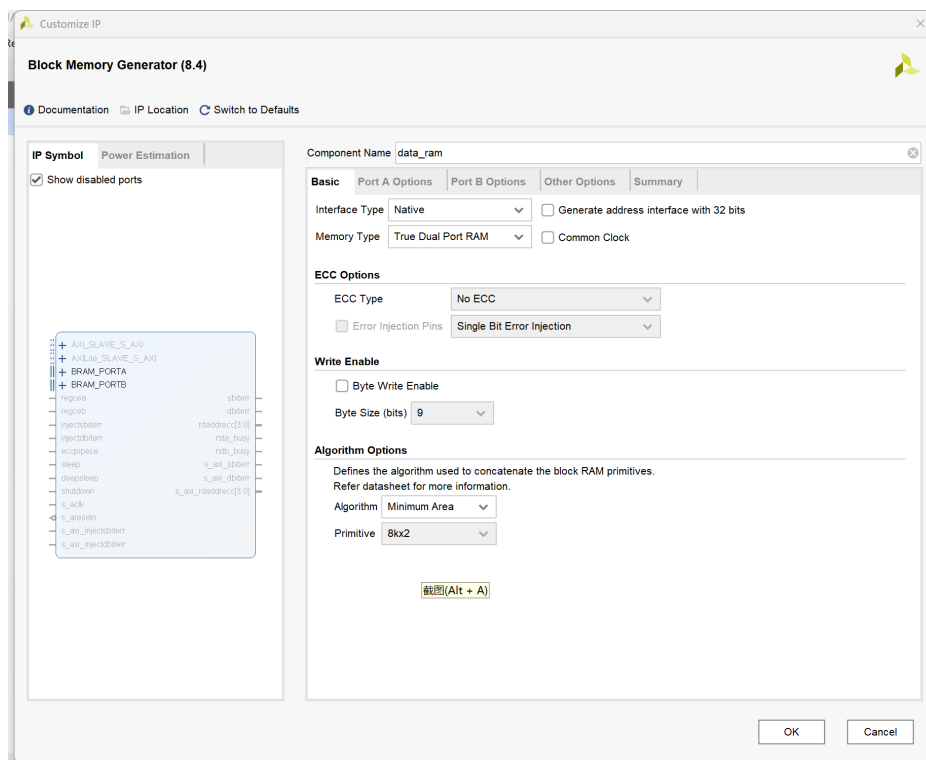 Customize IP
Block Memory Generator (8.4)
Documentation IP Location Switch to Defaults
IP Symbol Power Estimation
Show disabled ports
AXI_SLAVE_S_AXI
AXILite_SLAVE_S_AXI
BRAM_PORTA
BRAM_PORTB
regcea sbiterr
regceb dbiterr
injectsbiterr rdaddrecc[3:0]
injectdbiterr rsta_busy
eccpipece rstb_busy
sleep s_axi_sbiterr
deepsleep s_axi_dbiterr
shutdown s_axi_rdaddrecc[3:0]
s_aclk
s_aresetn
s_axi_injectsbiterr
s_axi_injectdbiterr
Component Name data_ram
Basic Port A Options Port B Options Other Options Summary
Interface Type Native Generate address interface with 32 bits
Memory Type True Dual Port RAM Common Clock
ECC Options
ECC Type No ECC
Error Injection Pins Single Bit Error Injection
Write Enable
Byte Write Enable
Byte Size (bits) 9
Algorithm Options
Defines the algorithm used to concatenate the block RAM primitives.
Refer datasheet for more information.
Algorithm Minimum Area
Primitive 8kx2
截图(Alt + A)
OK Cancel